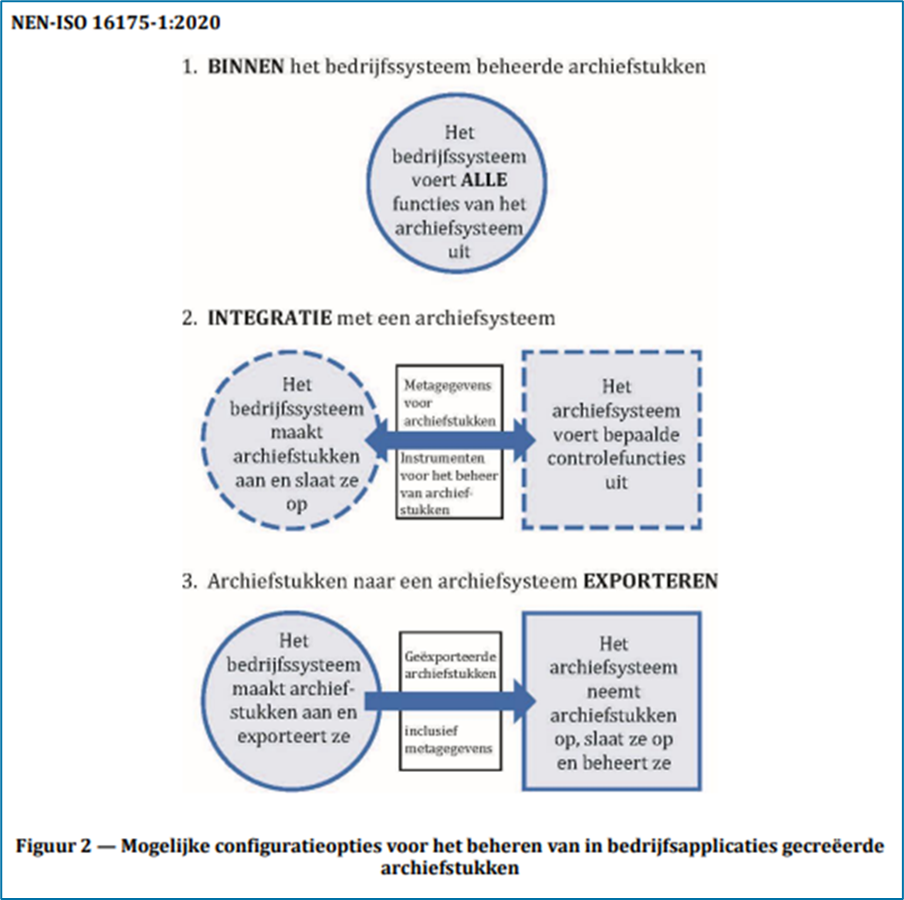 NEN-ISO 16175-1:2020
1. BINNEN het bedrijfssysteem beheerde archiefstukken
Het
bedrijfssysteem
voert ALLE
functies van het
archiefsysteem
uit
2. INTEGRATIE met een archiefsysteem
Het
bedrijfssysteem
maakt
archiefstukken
aan en slaat ze
op
Metagegevens
voor
archiefstukken
Instrumenten
voor het beheer
van archief-
stukken
Het
archiefsysteem
voert bepaalde
controlefuncties
uit
3. Archiefstukken naar een archiefsysteem EXPORTEREN
Het
bedrijfssysteem
maakt archief-
stukken aan en
exporteert ze
Geëxporteerde
archiefstukken
inclusief
metagegevens
Het
archiefsysteem
neemt
archiefstukken
op, slaat ze op
en beheert ze
Figuur 2 — Mogelijke configuratieopties voor het beheren van in bedrijfsapplicaties gecreëerde
archiefstukken